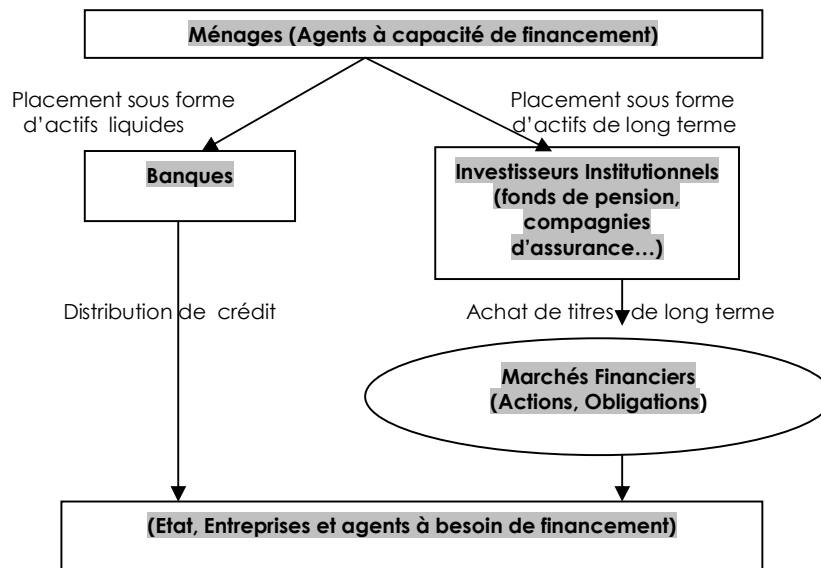 Ménages (Agents à capacité de financement)
Placement sous forme
d'actifs liquides
Placement sous forme
d'actifs de long terme
Banques
Investisseurs Institutionnels
(fonds de pension,
compagnies
d'assurance…)
Distribution de crédit
Achat de titres de long terme
Marchés Financiers
(Actions, Obligations)
(Etat, Entreprises et agents à besoin de financement)